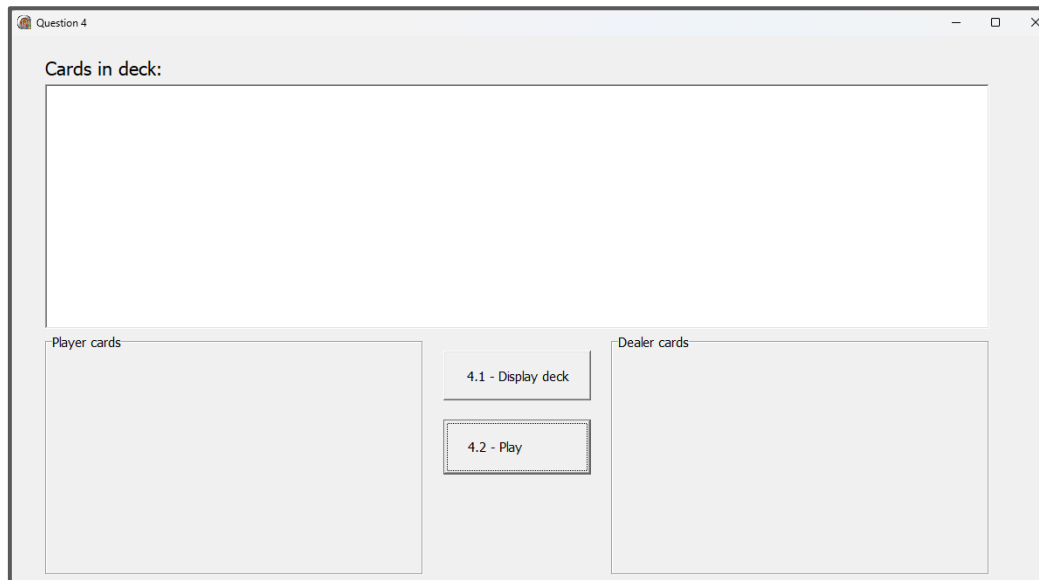 Question 4
Cards in deck:
Player cards
4.1 - Display deck
4.2 - Play
Dealer cards